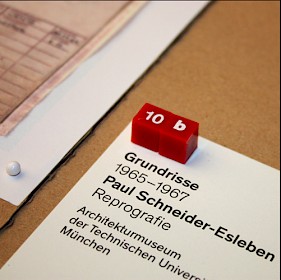 10 b
Grundrisse
1965–1967
Paul Schneider-Esleben
Reprografie
Architekturmuseum
der Technischen
München